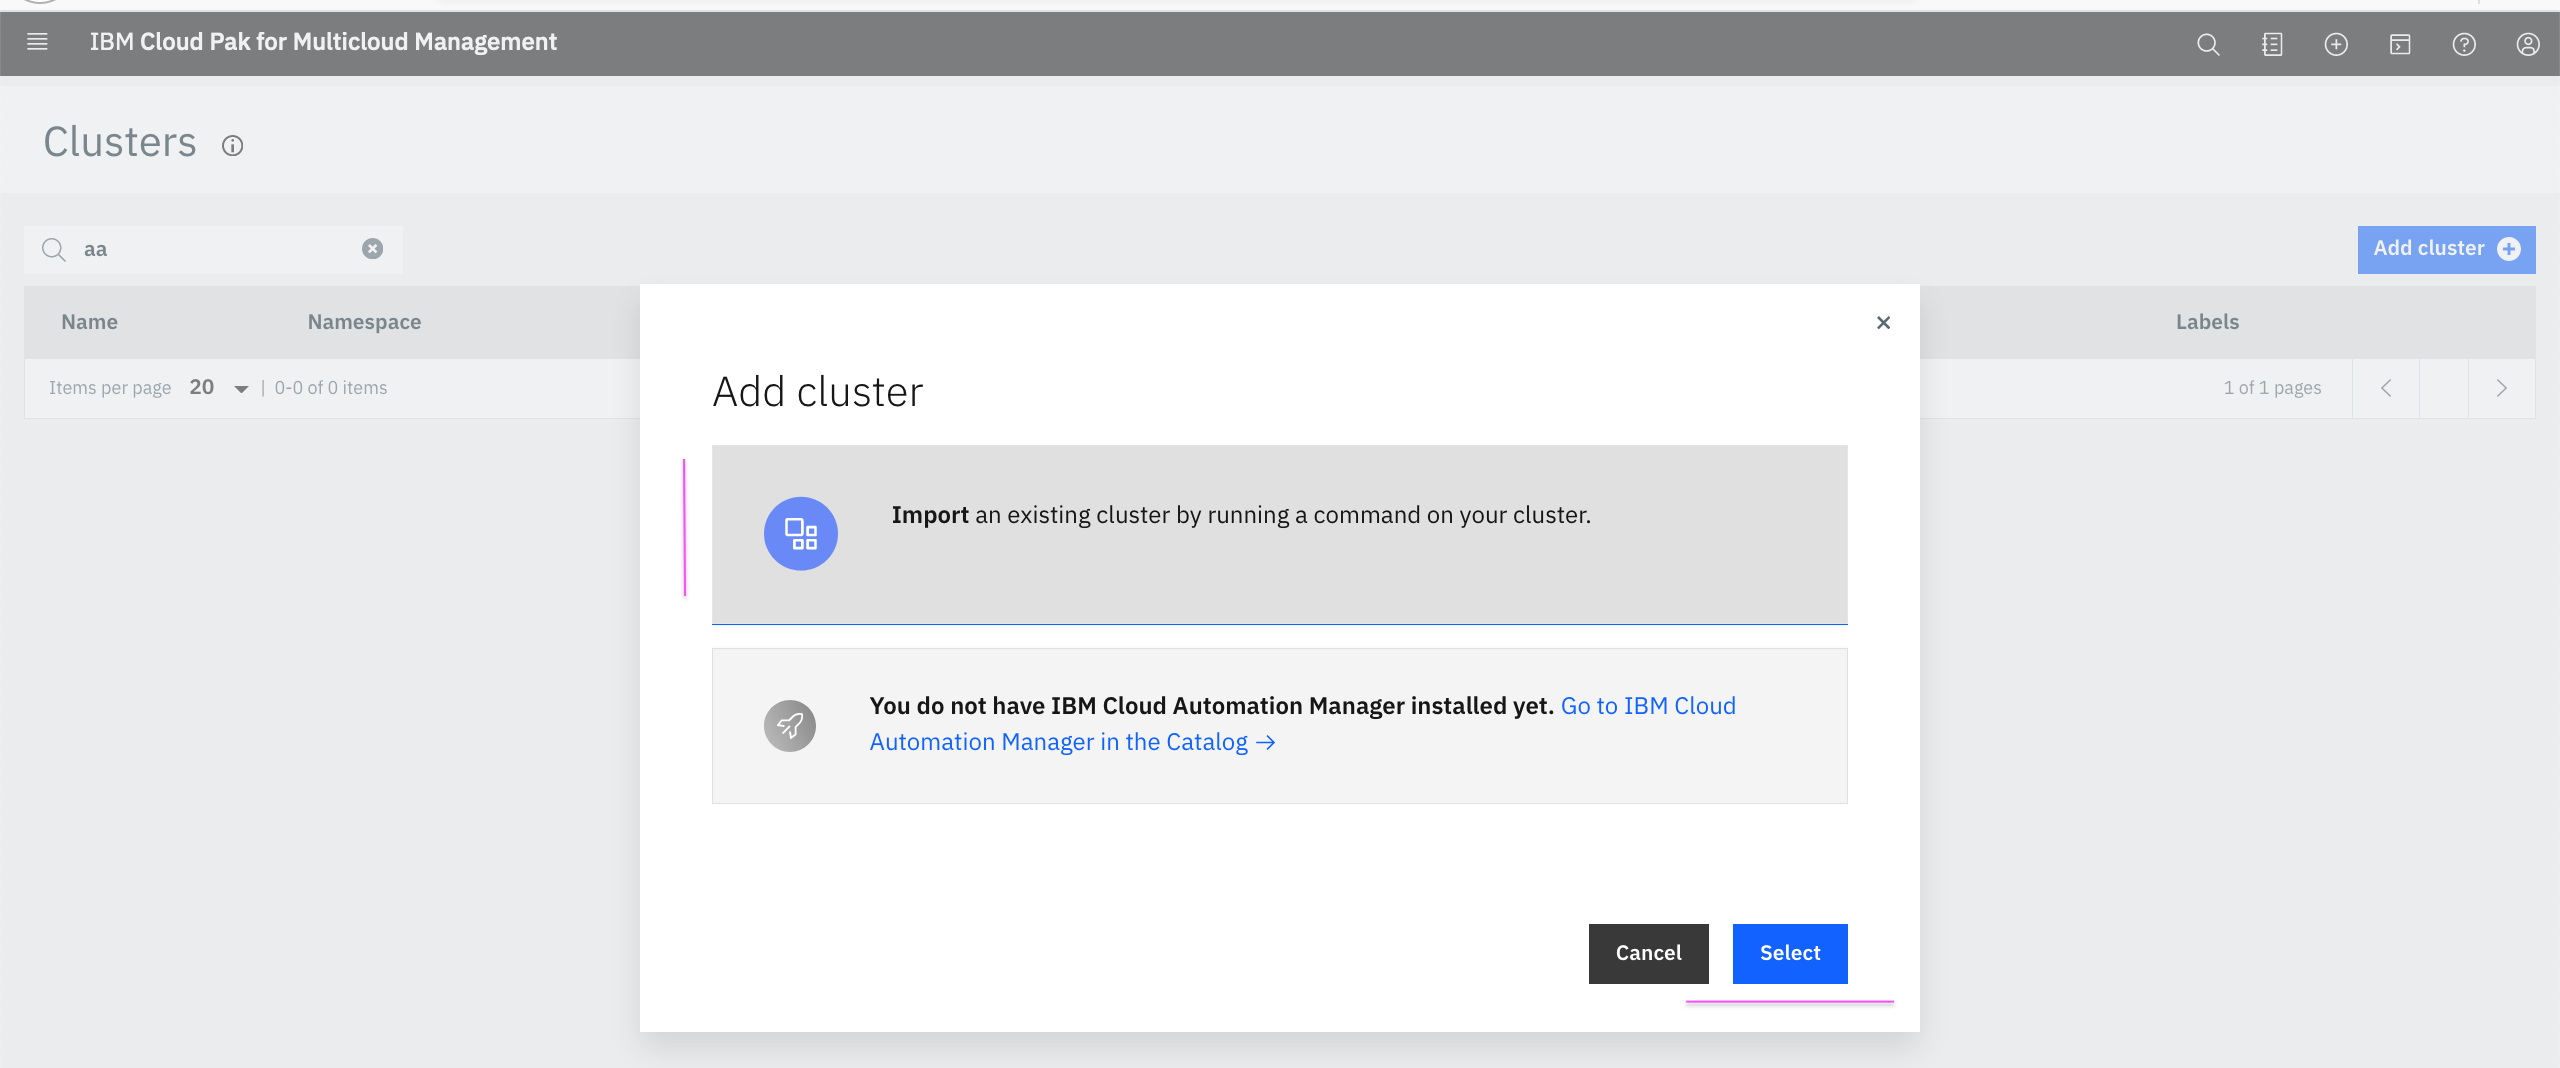 IBM Cloud Pak for Multicloud Management
Clusters
aa
Add cluster
Name Namespace Labels
Items per page 20 | 0-0 of 0 items 1 of 1 pages
Add cluster
Import an existing cluster by running a command on your cluster.
You do not have IBM Cloud Automation Manager installed yet. Go to IBM Cloud
Automation Manager in the Catalog →
Cancel Select